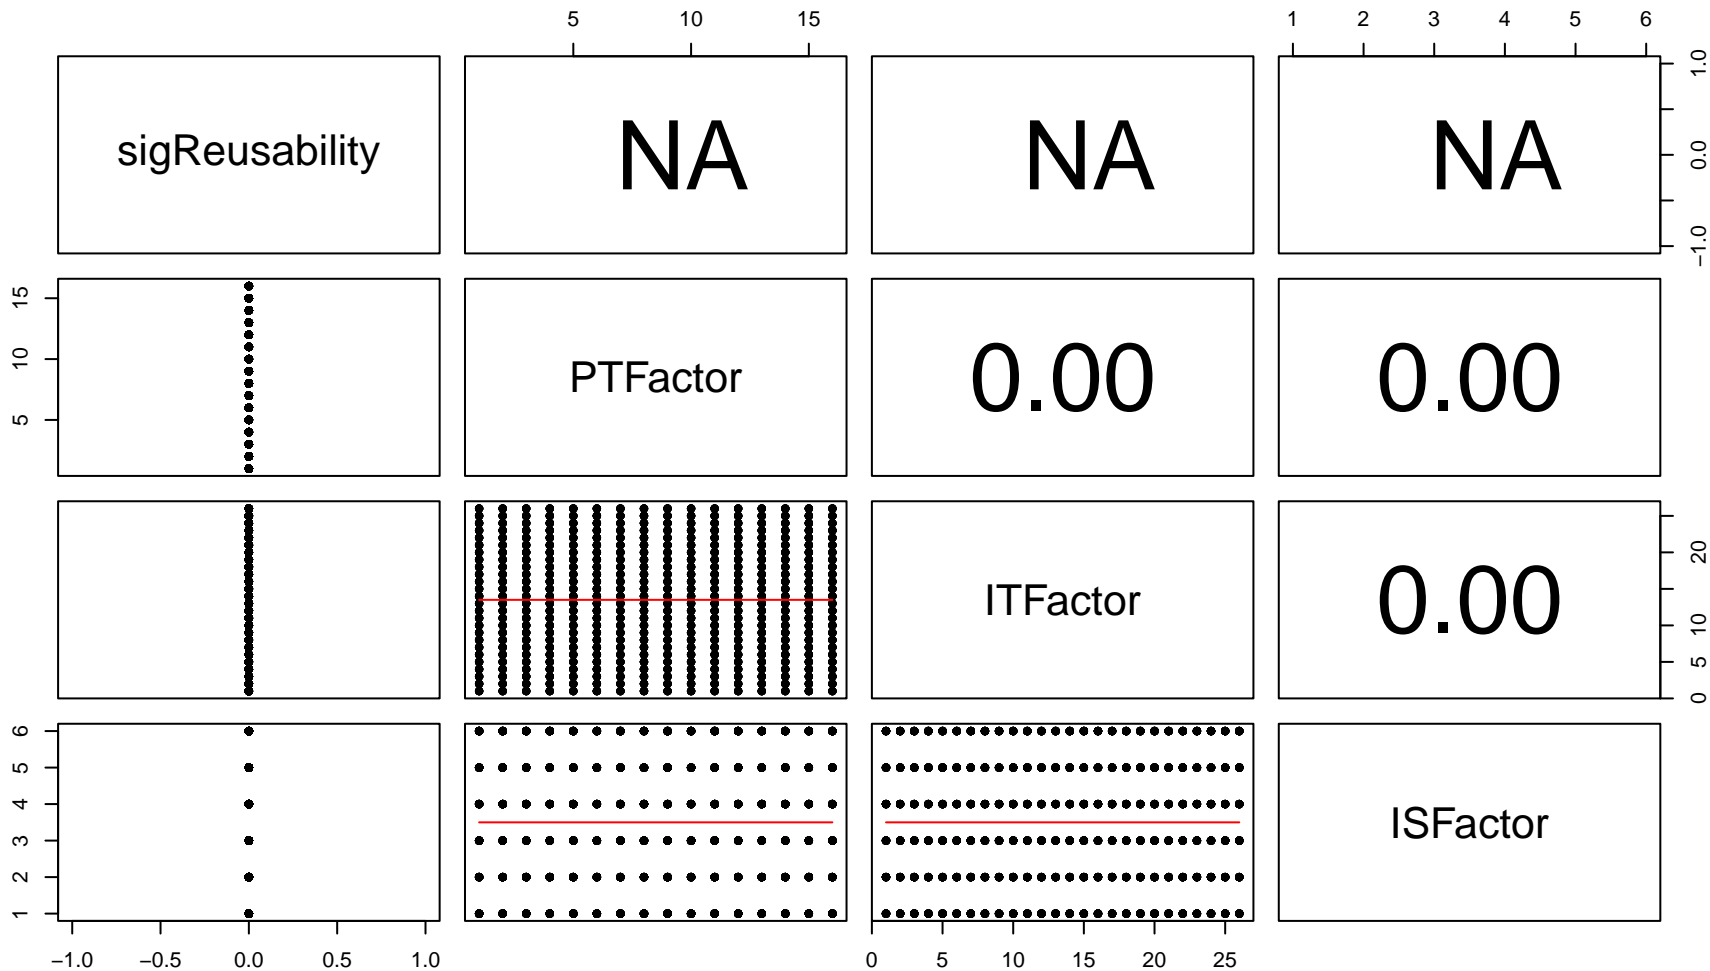 5 10 15 1 2 3 4 5 6
sigReusability NA NA NA
−1.0 0.0 1.0
5 10 15
PTFactor 0.00 0.00
ITFactor 0.00
0 5 10 20
1 2 3 4 5 6
ISFactor
−1.0 −0.5 0.0 0.5 1.0 0 5 10 15 20 25